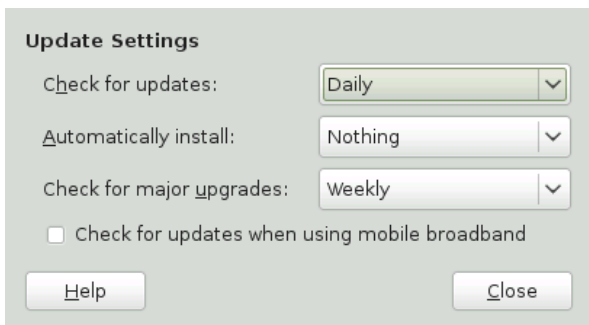 Update Settings
Check for updates: Daily
Automatically install: Nothing
Check for major upgrades: Weekly
Check for updates when using mobile broadband
Help Close